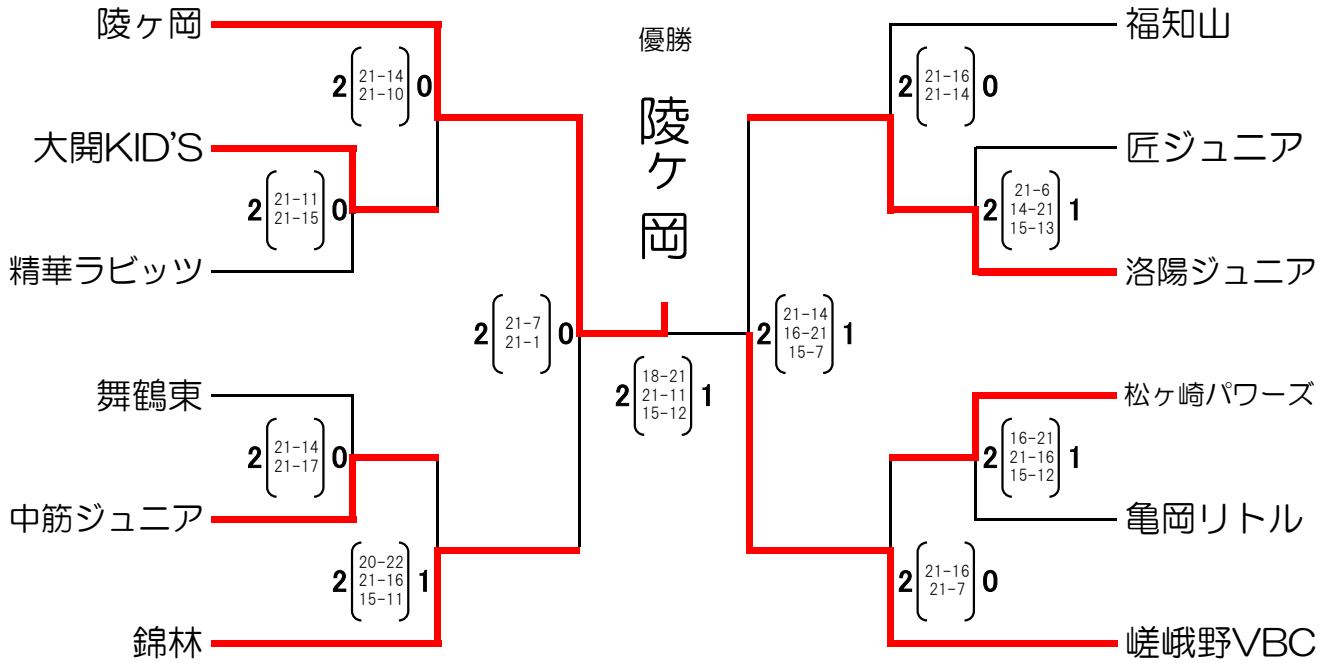 陵ヶ岡
2 21-14 0
21-10
大開KID'S
2 21-11 0
21-15
精華ラビッツ
2 21-7 0
21-1
舞鶴東
2 21-14 0
21-17
中筋ジュニア
2 20-22 1
21-16
15-11
錦林
優勝
陵ヶ岡
2 18-21 1
21-11
15-12
福知山
2 21-16 0
21-14
匠ジュニア
2 21-6 1
14-21
15-13
洛陽ジュニア
2 21-14 1
16-21
15-7
松ヶ崎パワーズ
2 16-21 1
21-16
15-12
亀岡リトル
2 21-16 0
21-7
嵯峨野VBC